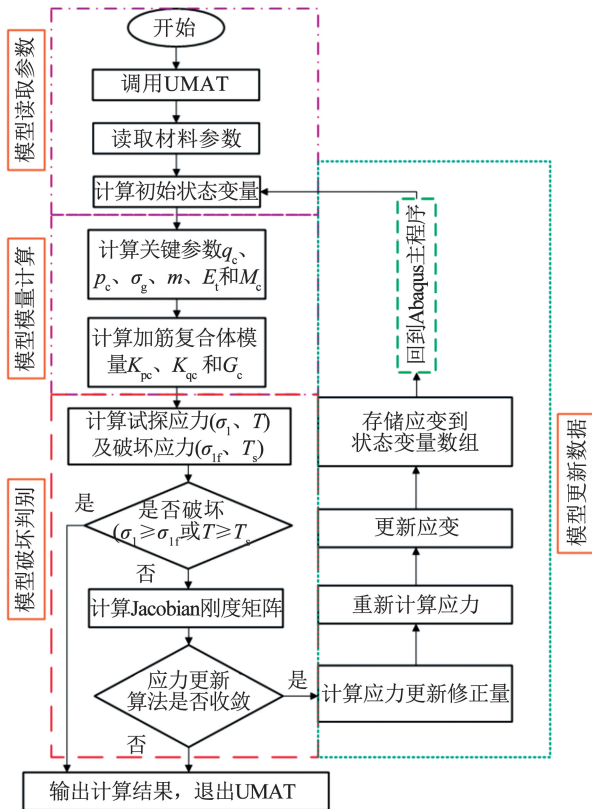 开始
模型读取参数
调用UMAT
读取材料参数
计算初始状态变量
模型模量计算
计算关键参数qc、
pc、σg、m、Et和Mc
计算加筋复合体模
量Kpc、Kqc 和Gc
模型破坏判别
计算试探应力(σ1、T)
及破坏应力(σ1f、Ts)
是
是否破坏
(σ1≥σ1f或T≥Ts
否
计算Jacobian刚度矩阵
应力更新
算法是否收敛
是
否
输出计算结果，退出UMAT
计算应力更新修正量
重新计算应力
更新应变
存储应变到
状态变量数组
回到Abaqus主程序
模型更新数据